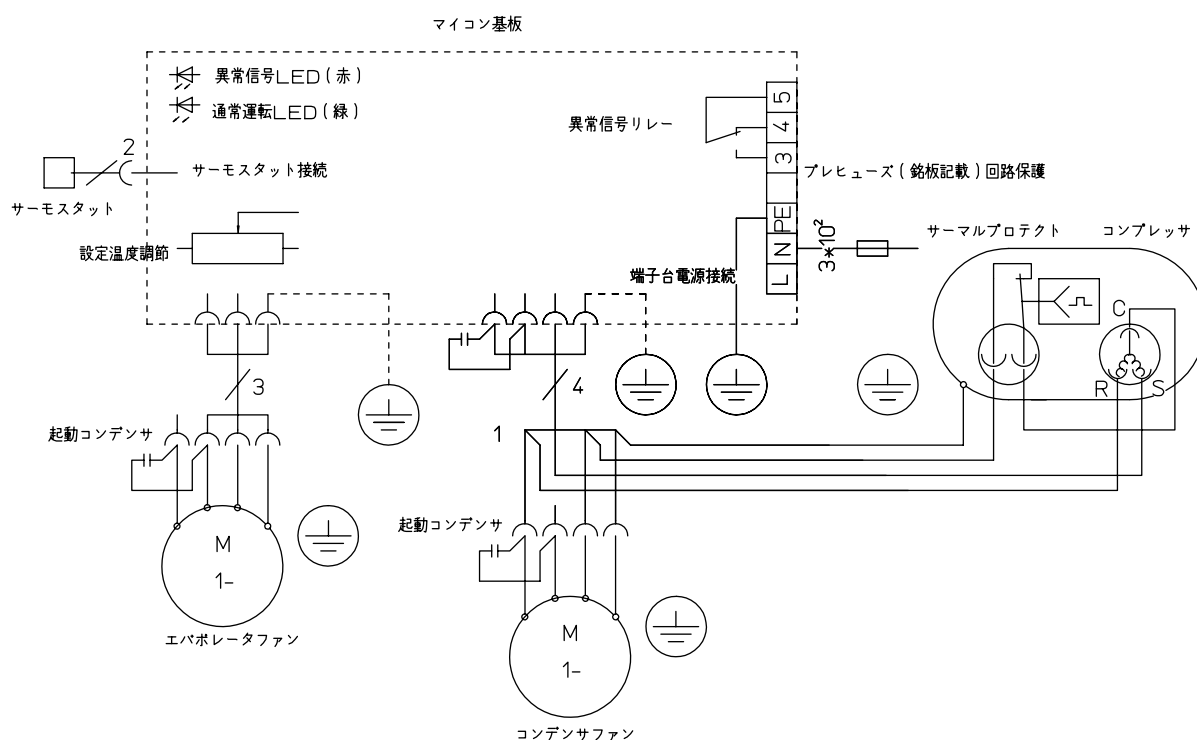 マイコン基板
異常信号LED(赤)
通常運転LED(緑)
5
4
3
異常信号リレー
2
サーモスタット接続
サーモスタット
プレヒューズ(銘板記載)回路保護
PE
N
L
3*10²
設定温度調節
端子台電源接続
サーマルプロテクト
コンプレッサ
C
R
S
3
4
1
起動コンデンサ
起動コンデンサ
M
1-
エバポレータファン
M
1-
コンデンサファン